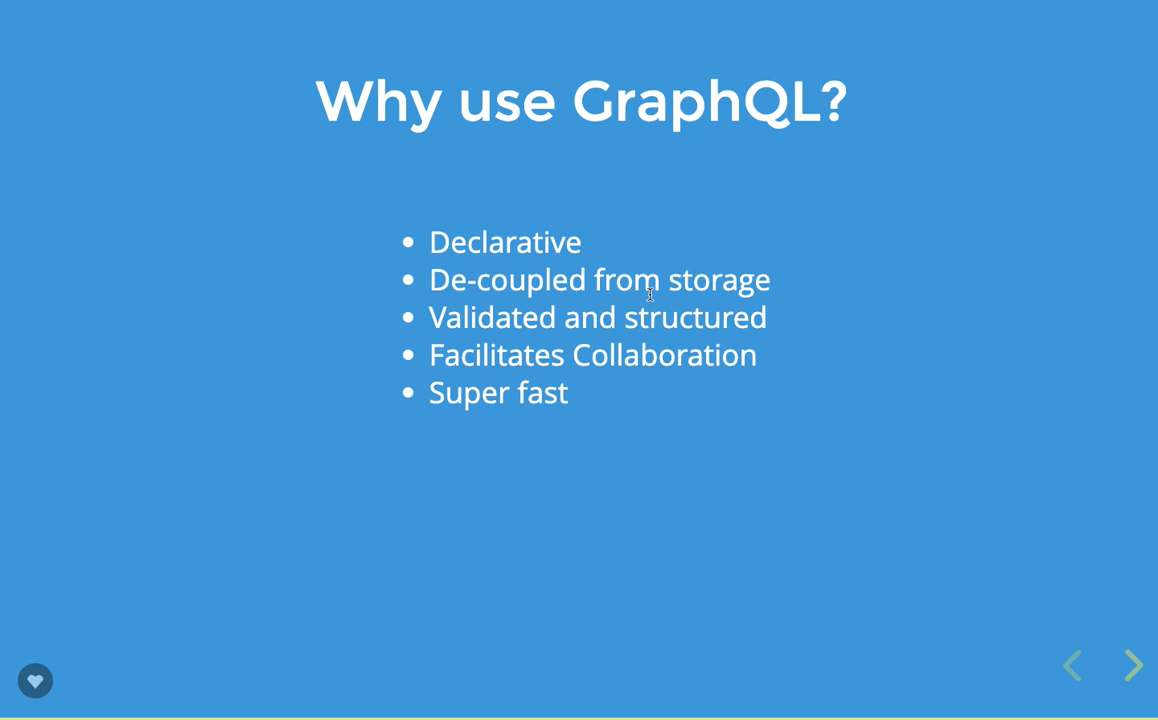 Why use GraphQL?
Declarative
De-coupled from storage
Validated and structured
Facilitates Collaboration
Super fast